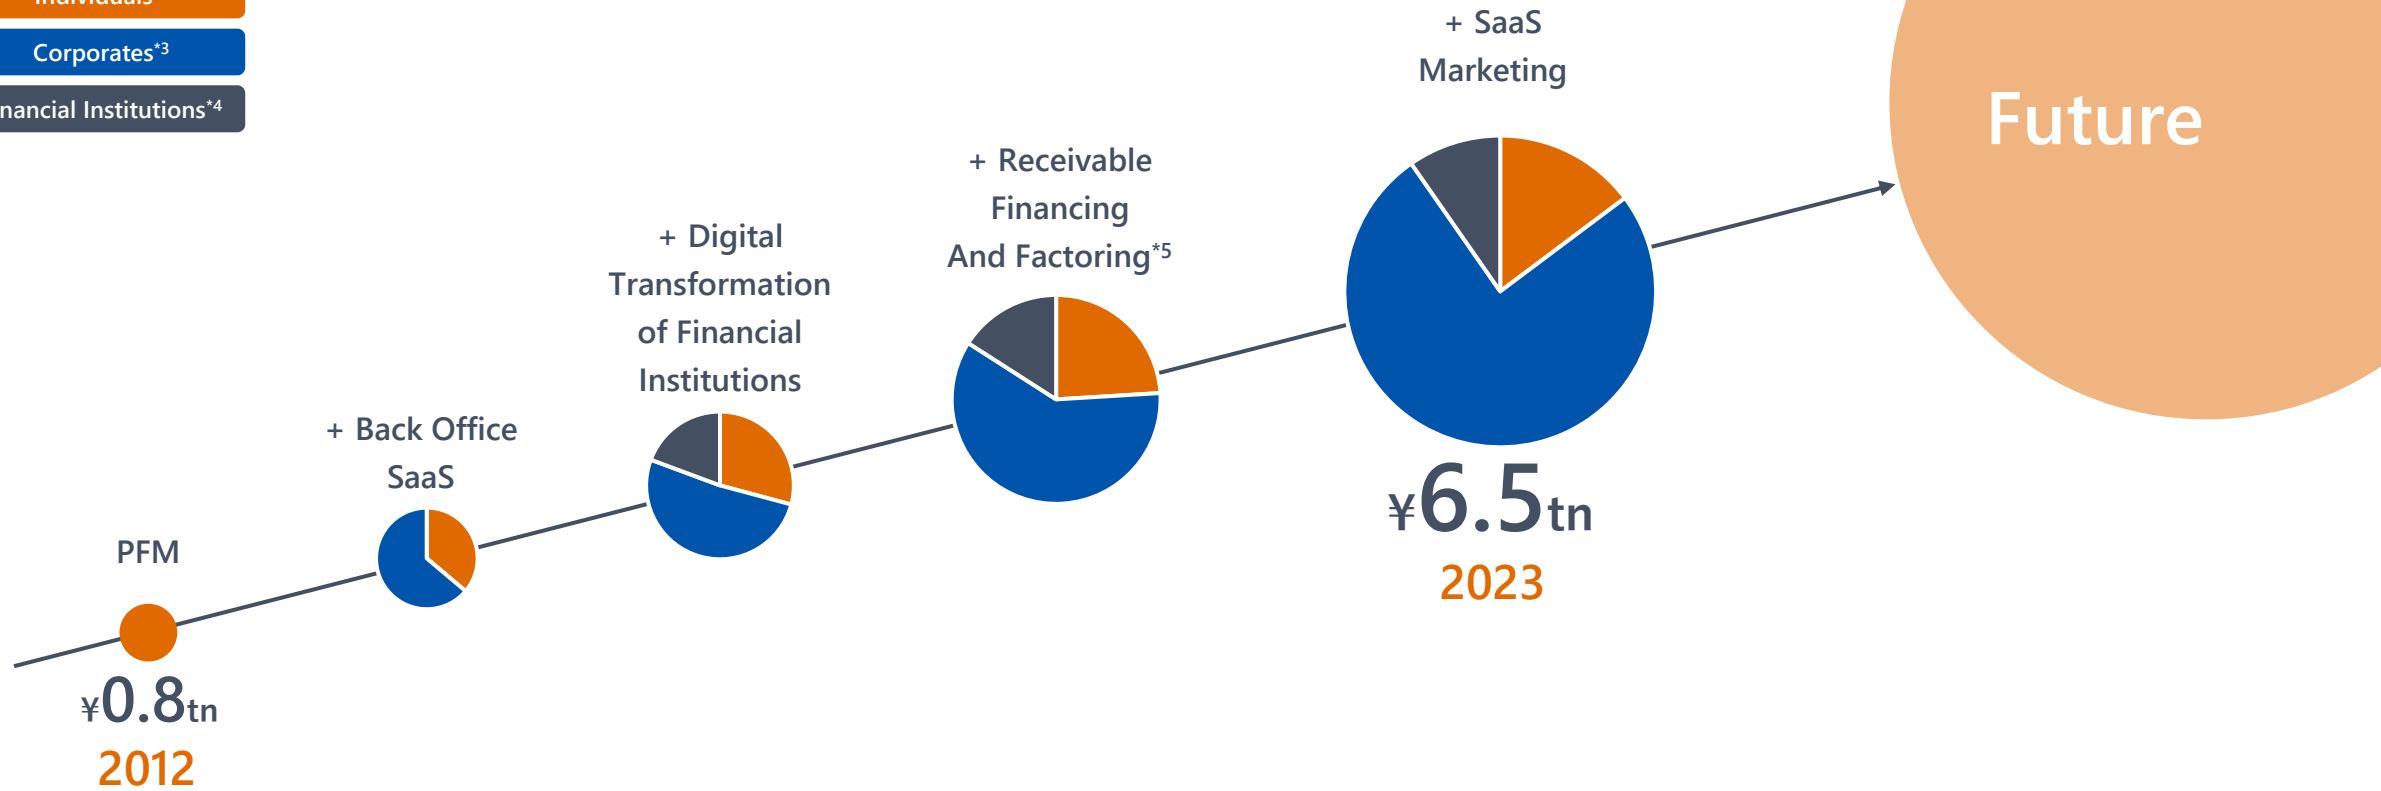 Individuals
Corporates*3
nancial Institutions*4
+ SaaS
Marketing
Future
+ Receivable
Financing
And Factoring*5
+ Digital
Transformation
of Financial
Institutions
+ Back Office
SaaS
PFM
¥6.5tn
2023
¥0.8tn
2012